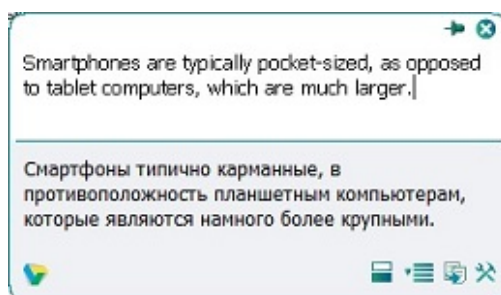 Smartphones are typically pocket-sized, as opposed
to tablet computers, which are much larger.
Смартфоны типично карманные, в
противоположность планшетным компьютерам,
которые являются намного более крупными.